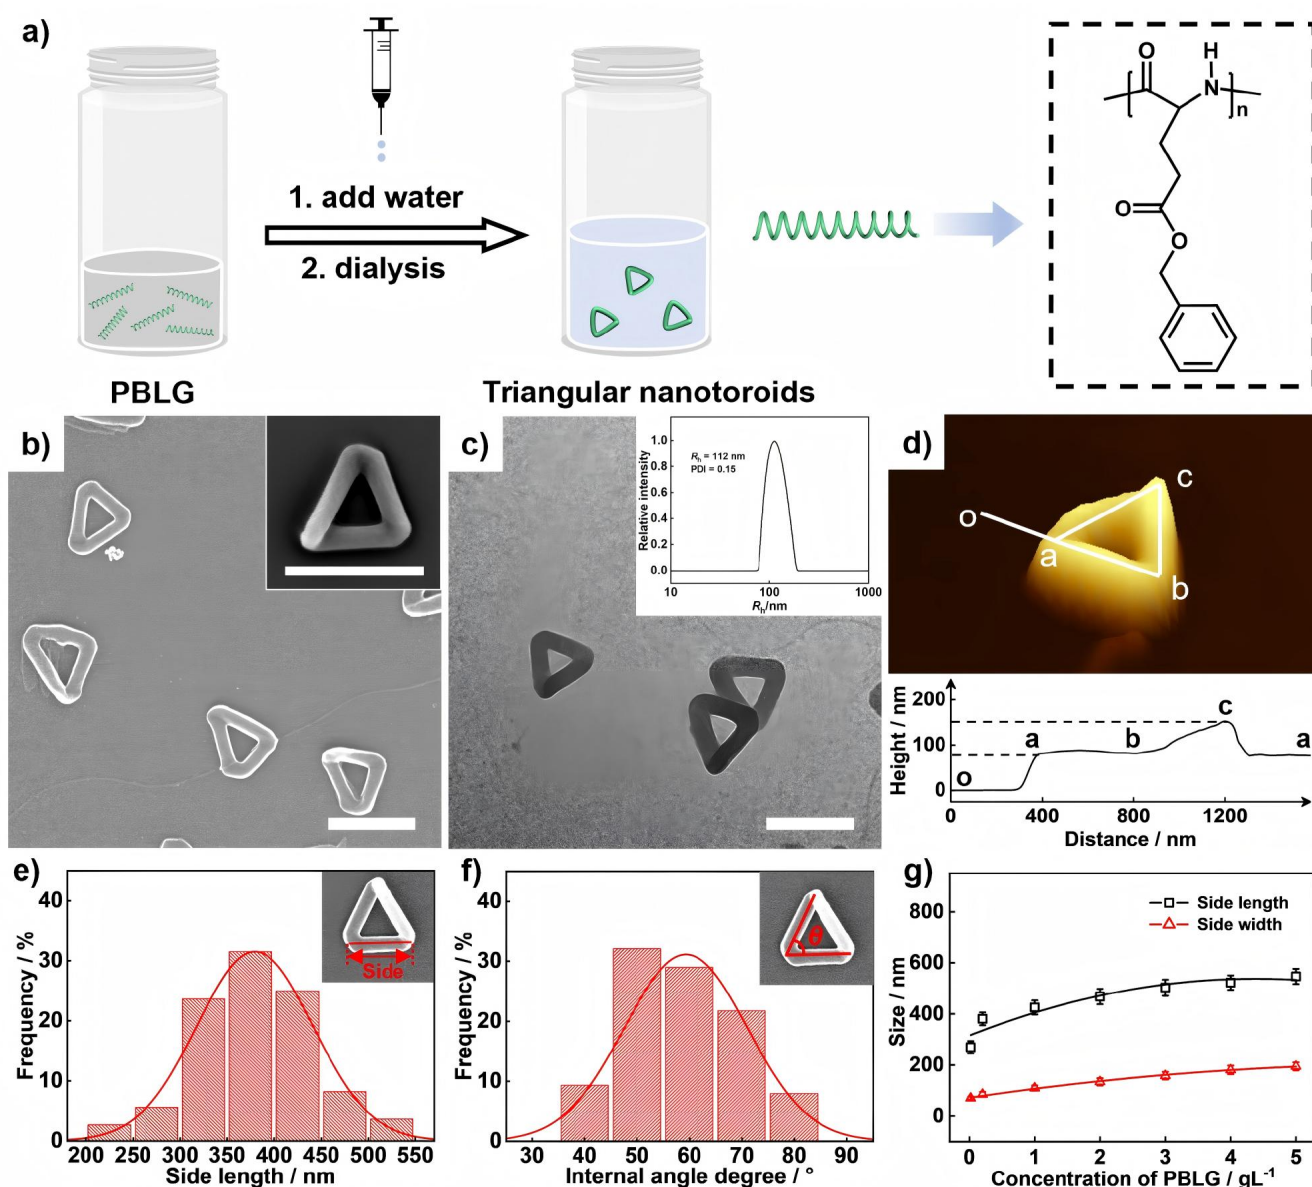 a)
1. add water
2. dialysis
PBLG
Triangular nanotoroids
O
H
N
n
O
O
b)
c)
Relative intensity
1.0
0.8
0.6
0.4
0.2
0.0
Rₕ = 112 nm
PDI = 0.15
10
100
1000
Rₕ/nm
d)
o
a
b
c
Height / nm
200
100
0
o
a
b
c
a
400
800
1200
Distance / nm
e)
Frequency / %
40
30
20
10
0
Side
200 250 300 350 400 450 500 550
Side length / nm
f)
Frequency / %
40
30
20
10
0
θ
30 40 50 60 70 80 90
Internal angle degree / °
g)
Size / nm
800
600
400
200
0
Side length
Side width
0 1 2 3 4 5
Concentration of PBLG / gL⁻¹